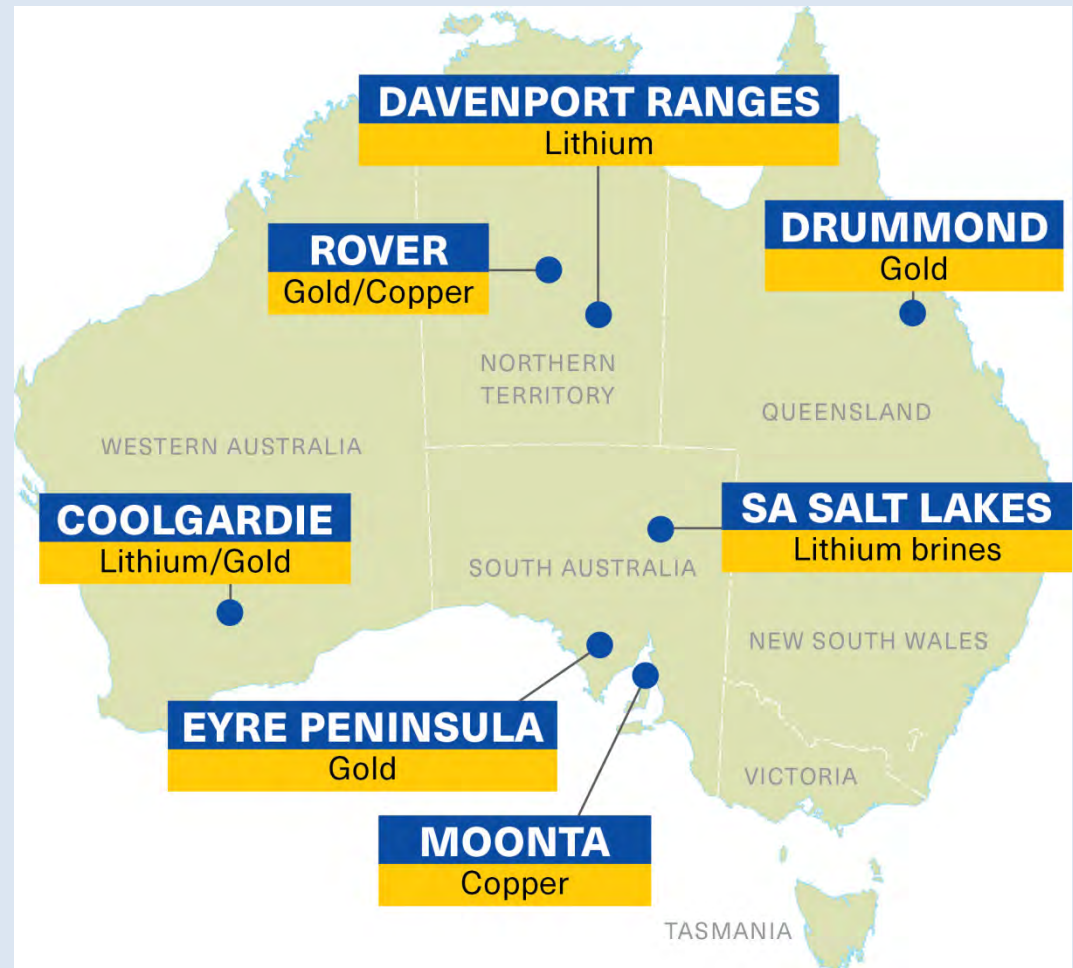 DAVENPORT RANGES
Lithium
ROVER
Gold/Copper
DRUMMOND
Gold
NORTHERN
TERRITORY
QUEENSLAND
WESTERN AUSTRALIA
COOLGARDIE
Lithium/Gold
SA SALT LAKES
Lithium brines
SOUTH AUSTRALIA
NEW SOUTH WALES
EYRE PENINSULA
Gold
VICTORIA
MOONTA
Copper
TASMANIA